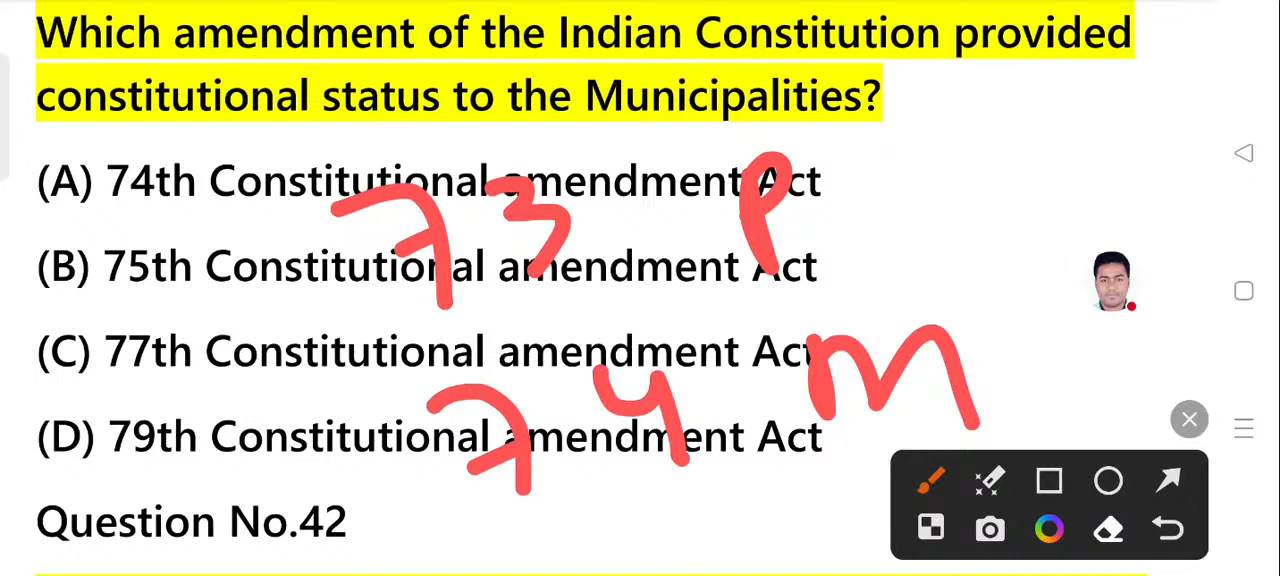 Which amendment of the Indian Constitution provided
constitutional status to the Municipalities?
(A) 74th Constitutional amendment Act
73 P
(B) 75th Constitutional amendment Act
(C) 77th Constitutional amendment Act
74 M
(D) 79th Constitutional amendment Act
Question No.42